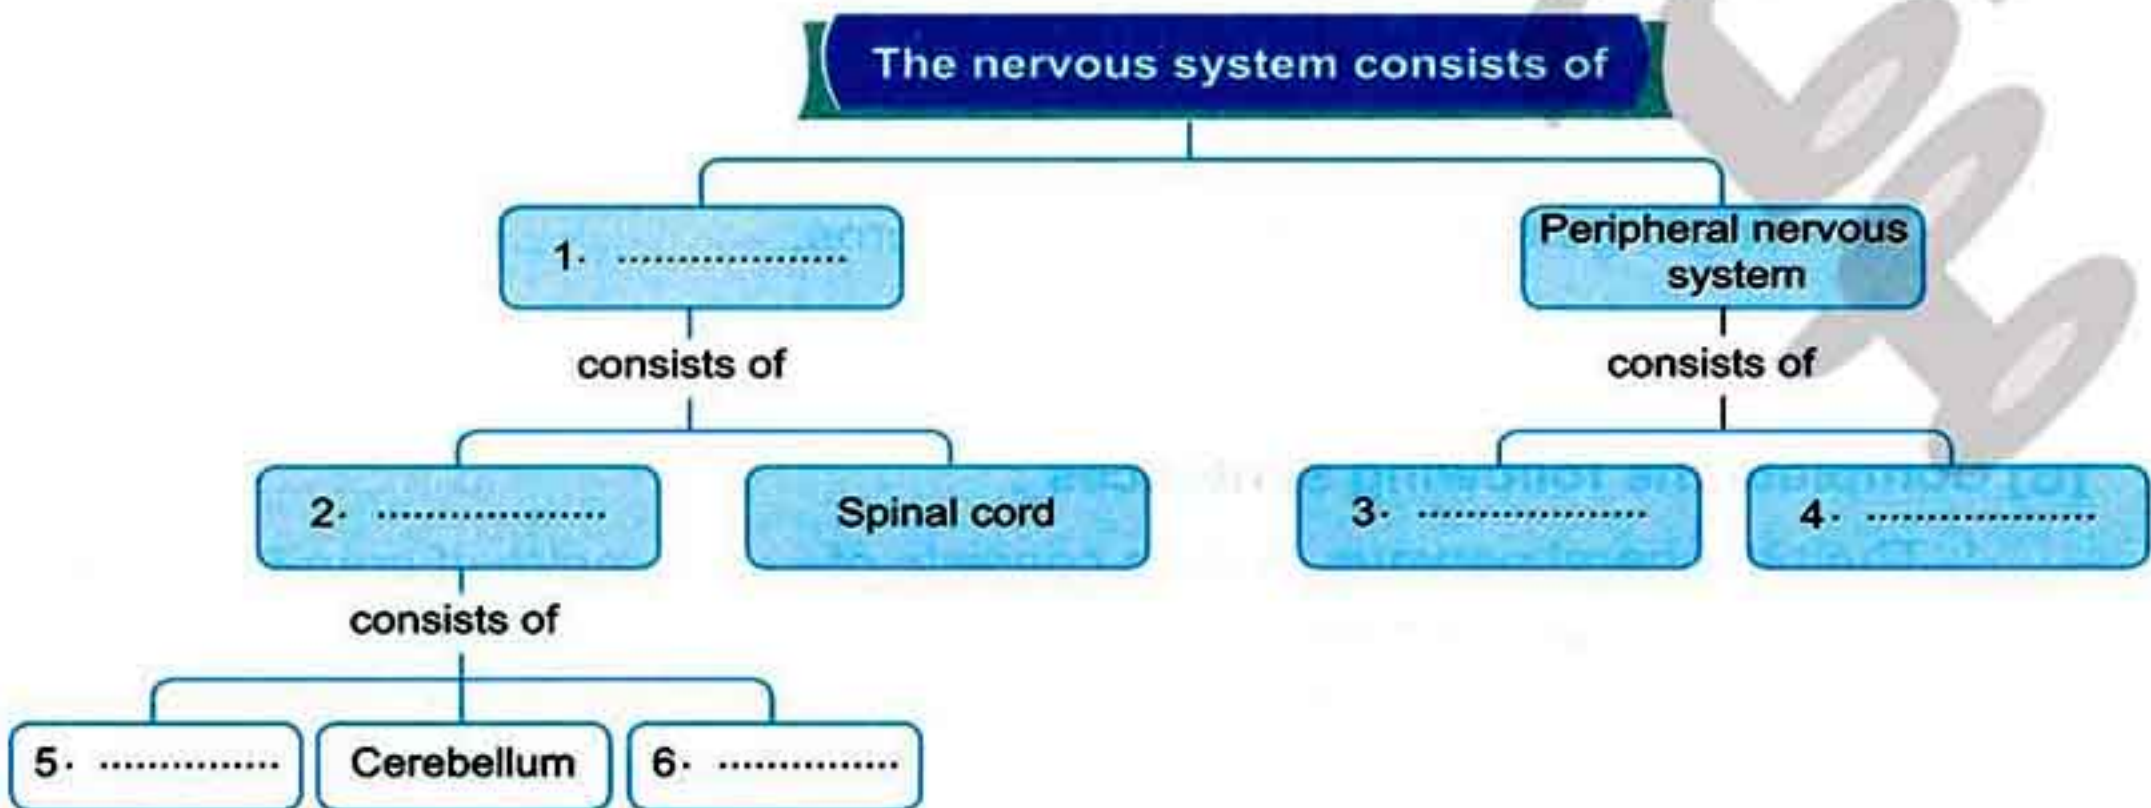 The nervous system consists of
1. ...................
Peripheral nervous
system
consists of
consists of
2. ...................
Spinal cord
3. ...................
4. ...................
consists of
5. ...............
Cerebellum
6. ...............